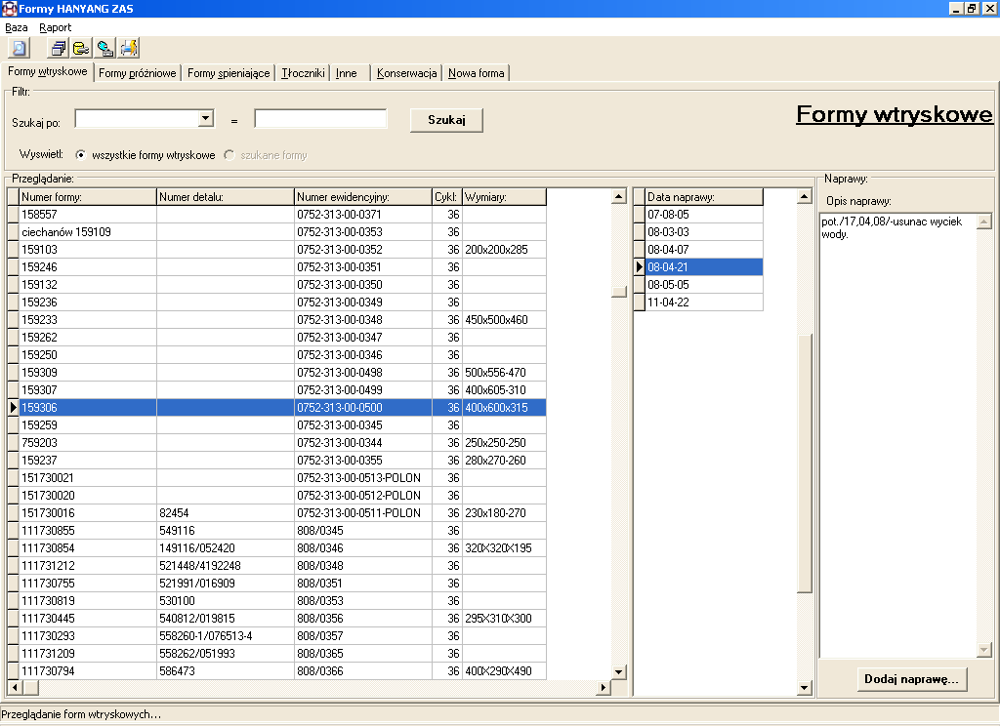 Formy HANYANG ZAS
Baza Raport
Formy wtryskowe Formy próżniowe Formy spieniające Tłoczniki Inne Konserwacja Nowa forma
Filtr:
Szukaj po: = Szukaj
Formy wtryskowe
Wyswietl: wszystkie formy wtryskowe szukane formy
Przeglądanie:
Numer formy: Numer detalu: Numer ewidencyjny: Cykl: Wymiary:
158557 0752-313-00-0371 36
ciechanów 159109 0752-313-00-0353 36
159103 0752-313-00-0352 36 200x200x285
159246 0752-313-00-0351 36
159132 0752-313-00-0350 36
159236 0752-313-00-0349 36
159233 0752-313-00-0348 36 450x500x460
159262 0752-313-00-0347 36
159250 0752-313-00-0346 36
159309 0752-313-00-0498 36 500x556-470
159307 0752-313-00-0499 36 400x605-310
159306 0752-313-00-0500 36 400x600x315
159259 0752-313-00-0345 36
759203 0752-313-00-0344 36 250x250-250
159237 0752-313-00-0355 36 280x270-260
151730021 0752-313-00-0513-POLON 36
151730020 0752-313-00-0512-POLON 36
151730016 82454 0752-313-00-0511-POLON 36 230x180-270
111730855 549116 808/0345 36
111730854 149116/052420 808/0346 36 320X320X195
111731212 521448/4192248 808/0348 36
111730755 521991/016909 808/0351 36
111730819 530100 808/0353 36
111730445 540812/019815 808/0356 36 295X310X300
111730293 558260-1/076513-4 808/0357 36
111731209 558262/051993 808/0365 36
111730794 586473 808/0366 36 400X290X490
Data naprawy:
07-08-05
08-03-03
08-04-07
08-04-21
08-05-05
11-04-22
Naprawy:
Opis naprawy:
pot./17,04,08/-usunac wyciek
wody.
Dodaj naprawę...
Przeglądanie form wtryskowych...